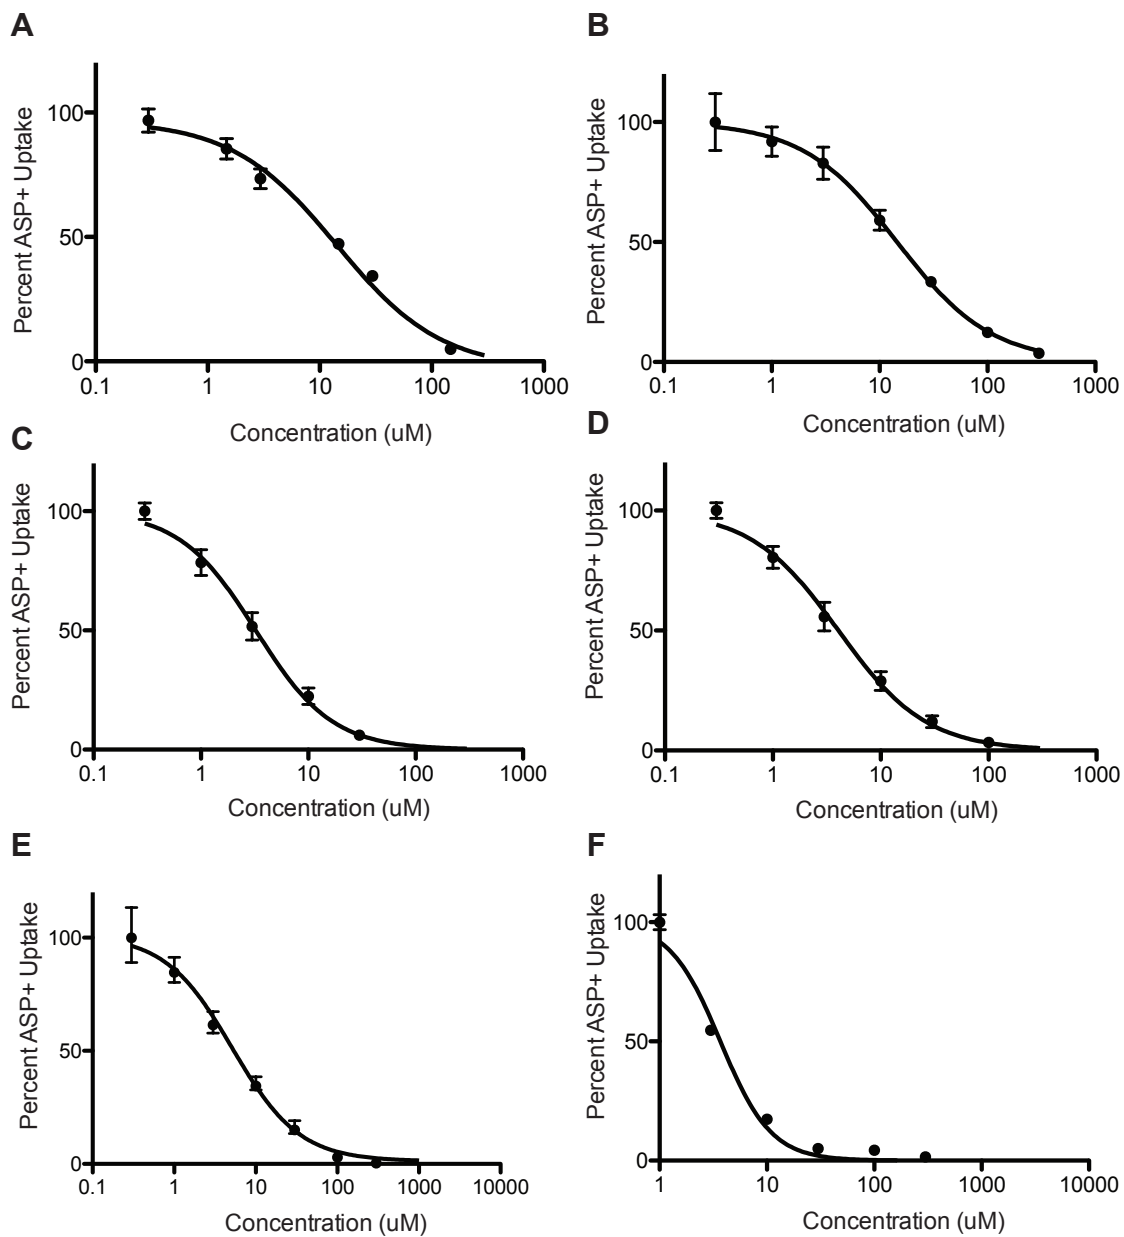 A
Percent ASP+ Uptake
100
50
0
0.1 1 10 100 1000
Concentration (uM)
B
Percent ASP+ Uptake
100
50
0
0.1 1 10 100 1000
Concentration (uM)
C
Percent ASP+ Uptake
100
50
0
0.1 1 10 100 1000
Concentration (uM)
D
Percent ASP+ Uptake
100
50
0
0.1 1 10 100 1000
Concentration (uM)
E
Percent ASP+ Uptake
100
50
0
0.1 1 10 100 1000 10000
Concentration (uM)
F
Percent ASP+ Uptake
100
50
0
1 10 100 1000 10000
Concentration (uM)